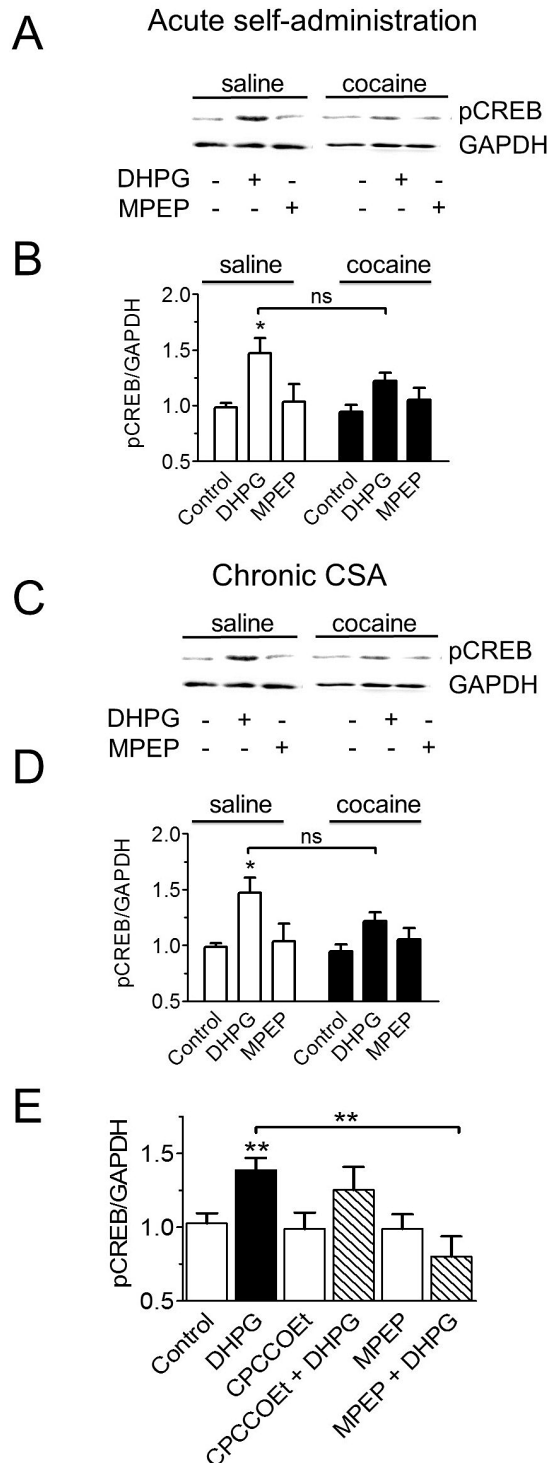 A
Acute self-administration
saline cocaine
pCREB
GAPDH
DHPG - + - - + -
MPEP - - + - - +
B
saline cocaine
ns
*
pCREB/GAPDH
2.0
1.5
1.0
0.5
Control DHPG MPEP Control DHPG MPEP
C
Chronic CSA
saline cocaine
pCREB
GAPDH
DHPG - + - - + -
MPEP - - + - - +
D
saline cocaine
ns
*
pCREB/GAPDH
2.0
1.5
1.0
0.5
Control DHPG MPEP Control DHPG MPEP
E
**
**
pCREB/GAPDH
1.5
1.0
0.5
Control DHPG CPCCOEt CPCCOEt + DHPG MPEP MPEP + DHPG